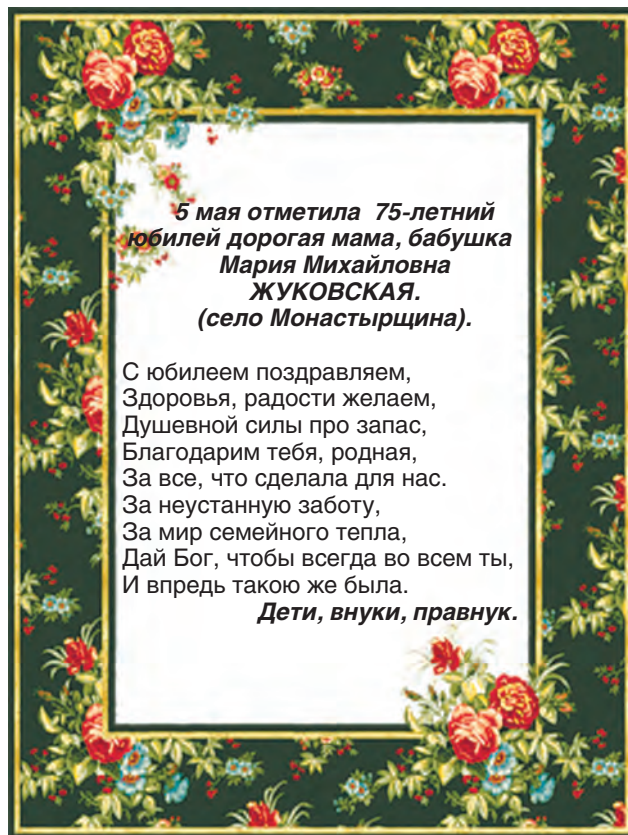 5 мая отметила 75-летний
юбилей дорогая мама, бабушка
Мария Михайловна
ЖУКОВСКАЯ.
(село Монастырщина).
С юбилеем поздравляем,
Здоровья, радости желаем,
Душевной силы про запас,
Благодарим тебя, родная,
За все, что сделала для нас.
За неустанную заботу,
За мир семейного тепла,
Дай Бог, чтобы всегда во всем ты,
И впредь такою же была.
Дети, внуки, правнук.